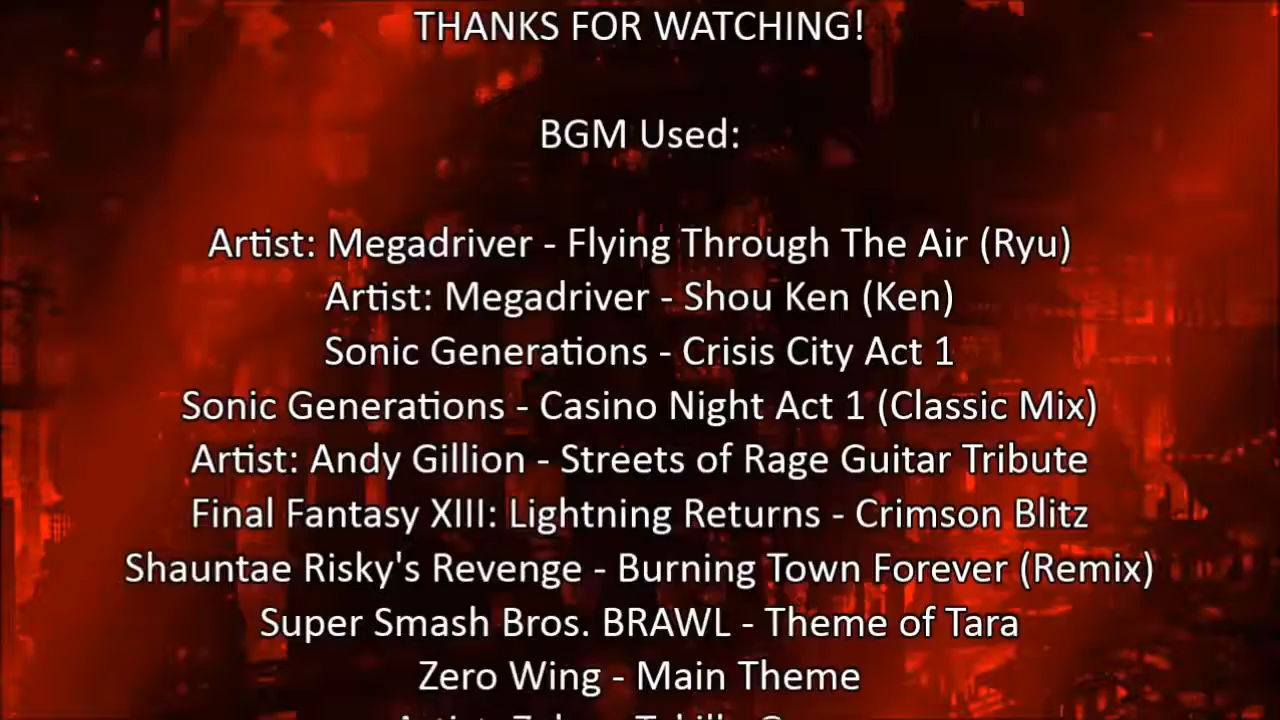 THANKS FOR WATCHING!
BGM Used:
Artist: Megadriver - Flying Through The Air (Ryu)
Artist: Megadriver - Shou Ken (Ken)
Sonic Generations - Crisis City Act 1
Sonic Generations - Casino Night Act 1 (Classic Mix)
Artist: Andy Gillion - Streets of Rage Guitar Tribute
Final Fantasy XIII: Lightning Returns - Crimson Blitz
Shauntae Risky's Revenge - Burning Town Forever (Remix)
Super Smash Bros. BRAWL - Theme of Tara
Zero Wing - Main Theme